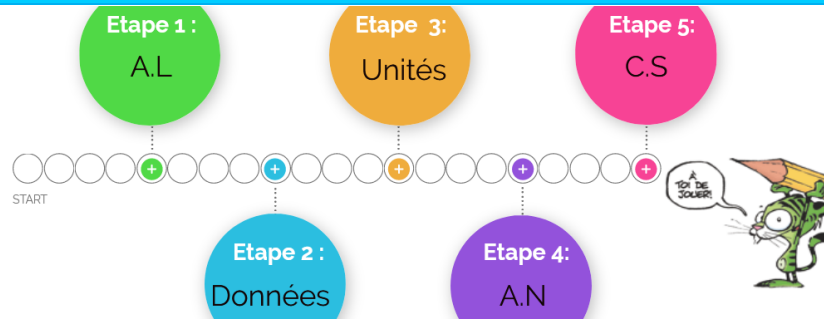 Etape 1 :
A.L
Etape 3:
Unités
Etape 5:
C.S
START
À
TOI DE
JOUER!
Etape 2 :
Données
Etape 4:
A.N